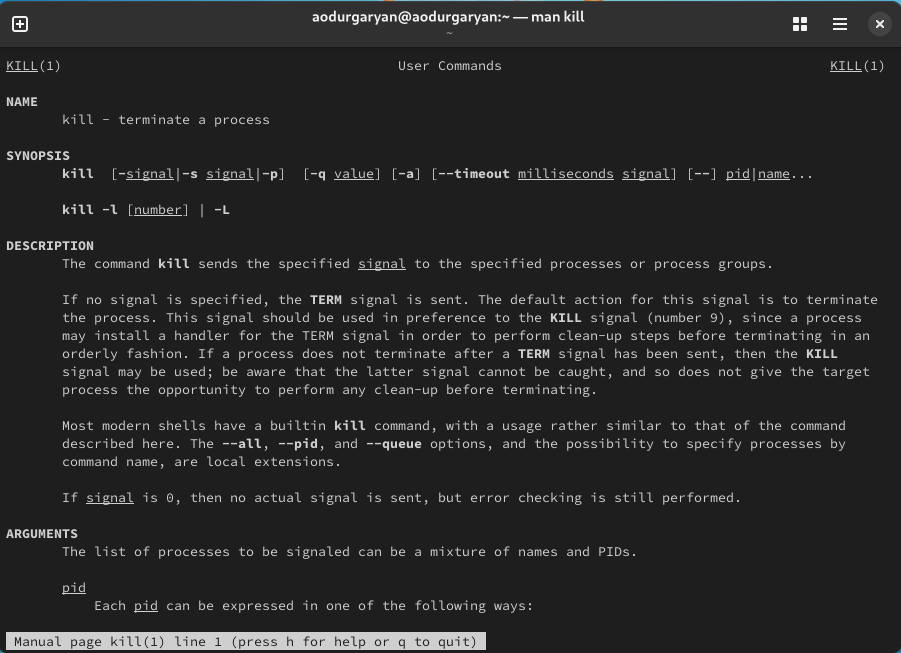 aodurgaryan@aodurgaryan:~ — man kill
~
KILL(1) User Commands KILL(1)
NAME
kill - terminate a process
SYNOPSIS
kill [-signal|-s signal|-p] [-q value] [-a] [--timeout milliseconds signal] [--] pid|name...
kill -l [number] | -L
DESCRIPTION
The command kill sends the specified signal to the specified processes or process groups.
If no signal is specified, the TERM signal is sent. The default action for this signal is to terminate
the process. This signal should be used in preference to the KILL signal (number 9), since a process
may install a handler for the TERM signal in order to perform clean-up steps before terminating in an
orderly fashion. If a process does not terminate after a TERM signal has been sent, then the KILL
signal may be used; be aware that the latter signal cannot be caught, and so does not give the target
process the opportunity to perform any clean-up before terminating.
Most modern shells have a builtin kill command, with a usage rather similar to that of the command
described here. The --all, --pid, and --queue options, and the possibility to specify processes by
command name, are local extensions.
If signal is 0, then no actual signal is sent, but error checking is still performed.
ARGUMENTS
The list of processes to be signaled can be a mixture of names and PIDs.
pid
Each pid can be expressed in one of the following ways:
Manual page kill(1) line 1 (press h for help or q to quit)